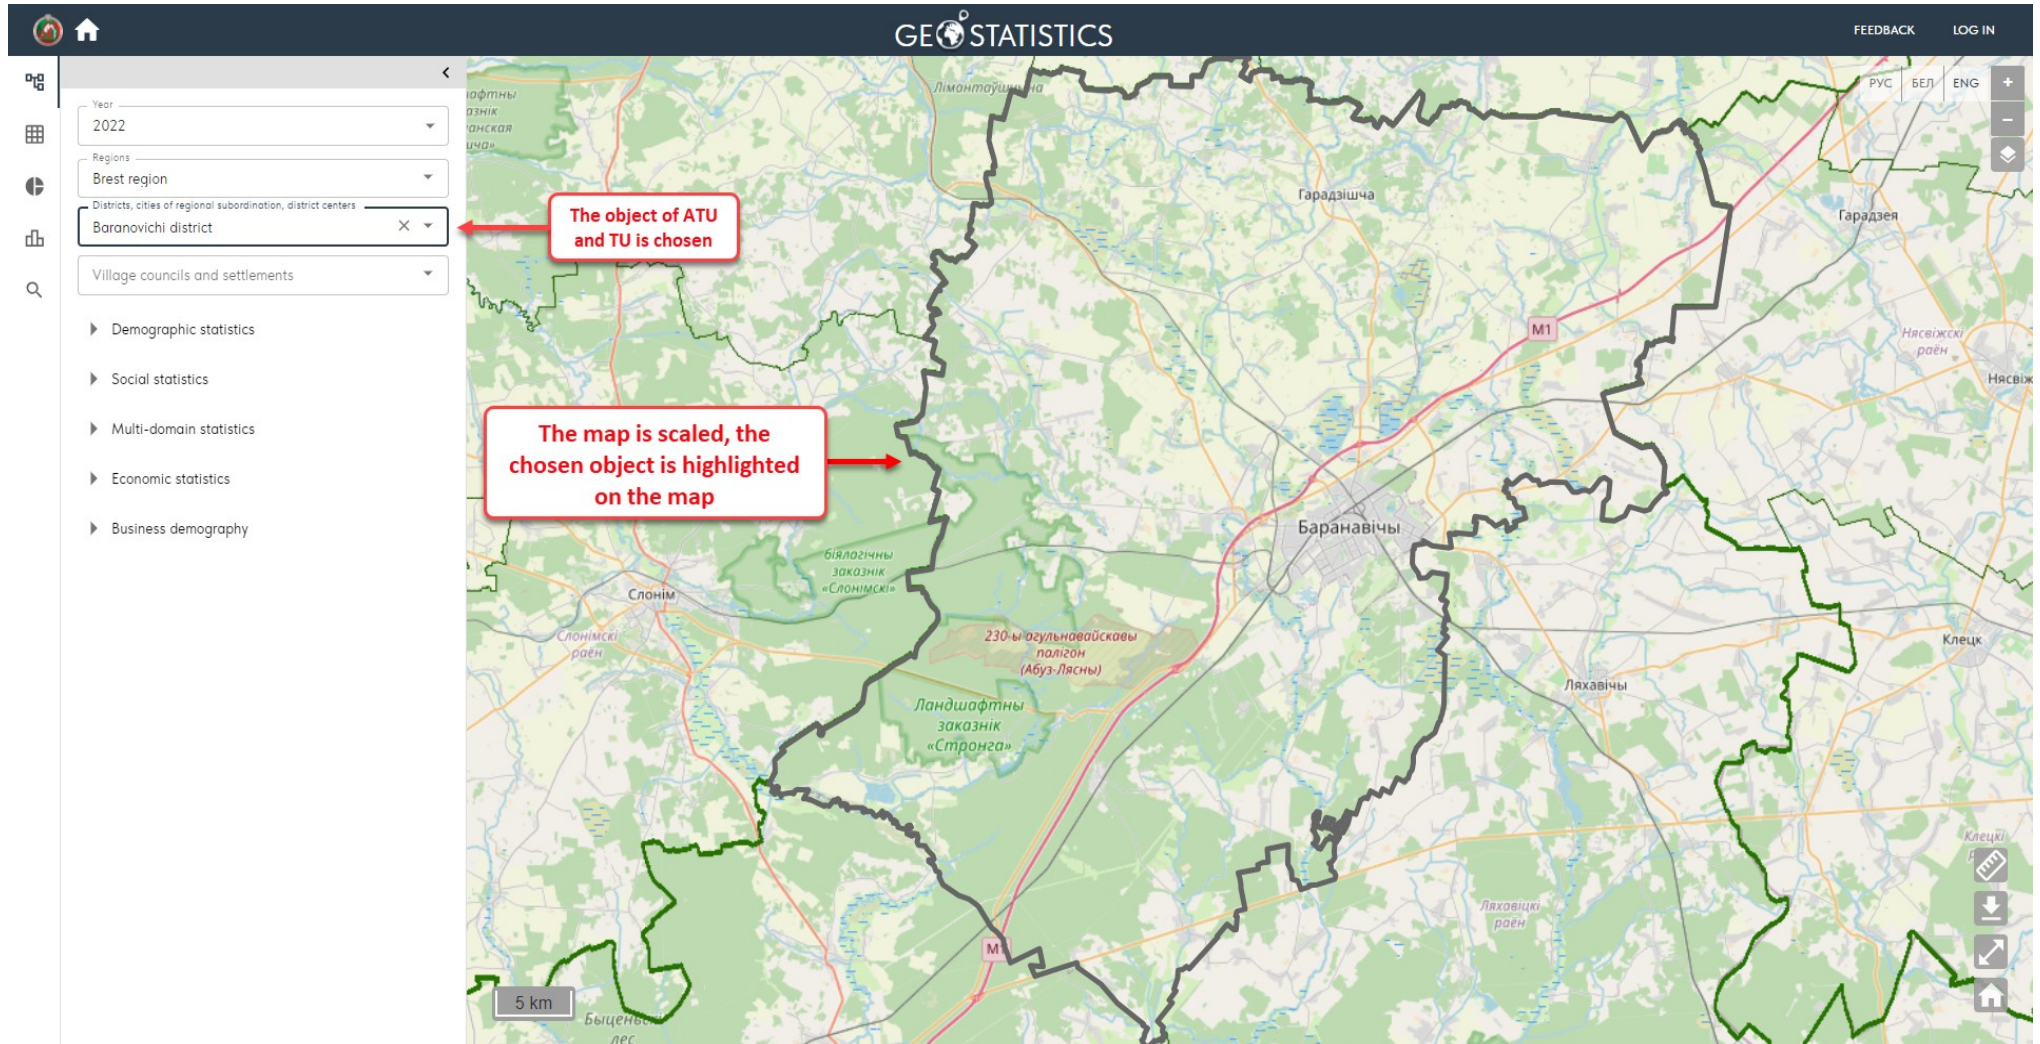 GEOSTATISTICS
FEEDBACK
LOG IN
Year
2022
Regions
Brest region
Districts, cities of regional subordination, district centers
Baranovichi district
Village councils and settlements
Demographic statistics
Social statistics
Multi-domain statistics
Economic statistics
Business demography
The object of ATU
and TU is chosen
The map is scaled, the
chosen object is highlighted
on the map
РУС
БЕЛ
ENG
+
−
Гарадзішча
Гарадзея
M1
Нясвіжскі
раён
Баранавічы
біялагічны
заказнік
«Слонімскі»
Слонім
Слонімскі
раён
230-ы агульнавайскавы
палігон
(Абуз-Лясны)
Ландшафтны
заказнік
«Стронга»
Клецк
Ляхавічы
Клецкі
Ляхавіцкі
раён
5 km
лес